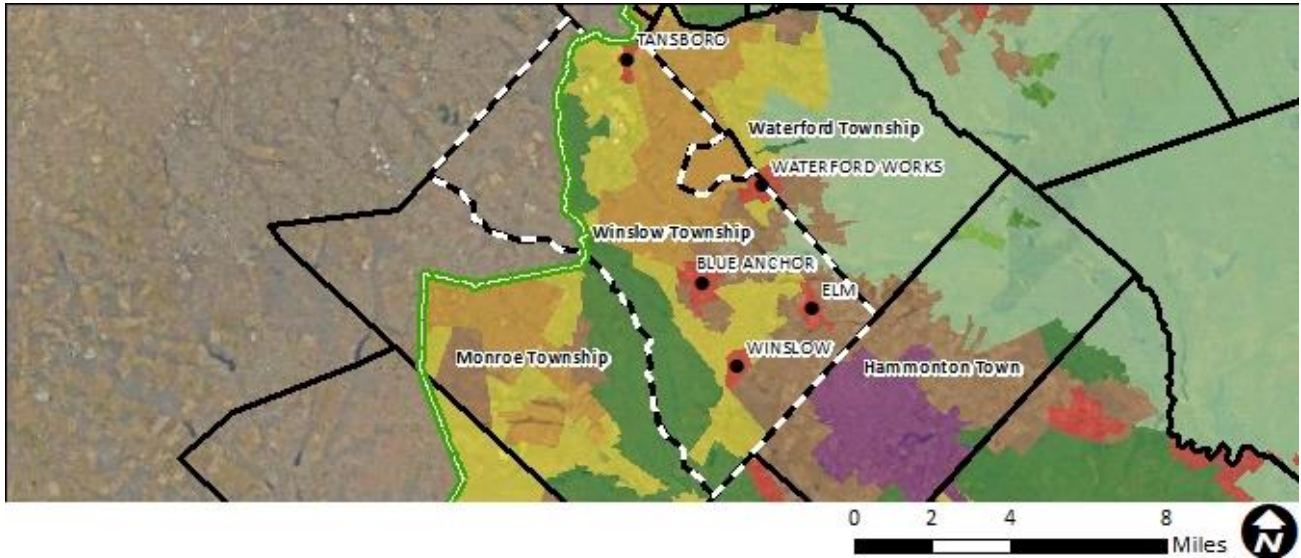 TANSBORO
Waterford Township
WATERFORD WORKS
Winslow Township
BLUE ANCHOR
ELM
WINSLOW
Monroe Township
Hammonton Town
0 2 4 8
Miles
N